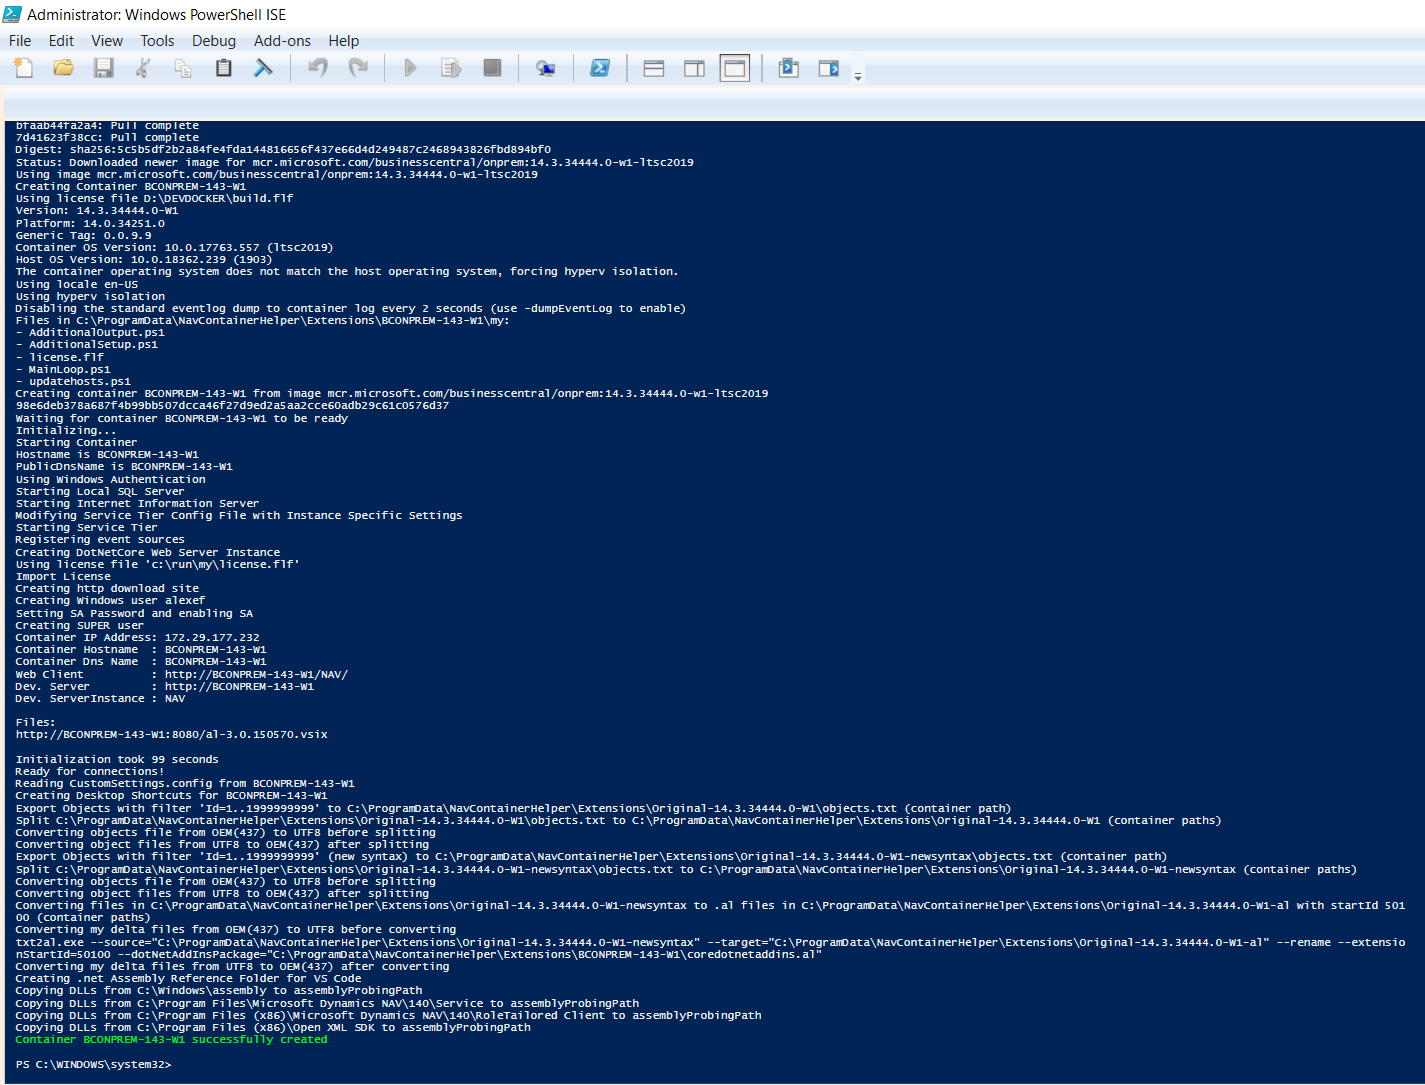 Administrator: Windows PowerShell ISE
File Edit View Tools Debug Add-ons Help
bfaab44fa2a4: Pull complete
7d41623f38cc: Pull complete
Digest: sha256:5c5b5df2b2a84fe4fda144816656f437e66d4d249487c2468943826fbd894bf0
Status: Downloaded newer image for mcr.microsoft.com/businesscentral/onprem:14.3.34444.0-w1-ltsc2019
Using image mcr.microsoft.com/businesscentral/onprem:14.3.34444.0-w1-ltsc2019
Creating Container BCONPREM-143-W1
Using license file D:\DEVDOCKER\build.flf
Version: 14.3.34444.0-W1
Platform: 14.0.34251.0
Generic Tag: 0.0.9.9
Container OS Version: 10.0.17763.557 (ltsc2019)
Host OS Version: 10.0.18362.239 (1903)
The container operating system does not match the host operating system, forcing hyperv isolation.
Using locale en-US
Using hyperv isolation
Disabling the standard eventlog dump to container log every 2 seconds (use -dumpEventLog to enable)
Files in C:\ProgramData\NavContainerHelper\Extensions\BCONPREM-143-W1\my:
- AdditionalOutput.ps1
- AdditionalSetup.ps1
- license.flf
- MainLoop.ps1
- updatehosts.ps1
Creating container BCONPREM-143-W1 from image mcr.microsoft.com/businesscentral/onprem:14.3.34444.0-w1-ltsc2019
98e6deb378a687f4b99bb507dcca46f27d9ed2a5aa2cce60adb29c61c0576d37
Waiting for container BCONPREM-143-W1 to be ready
Initializing...
Starting Container
Hostname is BCONPREM-143-W1
PublicDnsName is BCONPREM-143-W1
Using Windows Authentication
Starting Local SQL Server
Starting Internet Information Server
Modifying Service Tier Config File with Instance Specific Settings
Starting Service Tier
Registering event sources
Creating DotNetCore Web Server Instance
Using license file 'c:\run\my\license.flf'
Import License
Creating http download site
Creating Windows user alexef
Setting SA Password and enabling SA
Creating SUPER user
Container IP Address: 172.29.177.232
Container Hostname  : BCONPREM-143-W1
Container Dns Name  : BCONPREM-143-W1
Web Client          : http://BCONPREM-143-W1/NAV/
Dev. Server         : http://BCONPREM-143-W1
Dev. ServerInstance : NAV
Files:
http://BCONPREM-143-W1:8080/al-3.0.150570.vsix
Initialization took 99 seconds
Ready for connections!
Reading CustomSettings.config from BCONPREM-143-W1
Creating Desktop Shortcuts for BCONPREM-143-W1
Export Objects with filter 'Id=1..1999999999' to C:\ProgramData\NavContainerHelper\Extensions\Original-14.3.34444.0-W1\objects.txt (container path)
Split C:\ProgramData\NavContainerHelper\Extensions\Original-14.3.34444.0-W1\objects.txt to C:\ProgramData\NavContainerHelper\Extensions\Original-14.3.34444.0-W1 (container paths)
Converting objects file from OEM(437) to UTF8 before splitting
Converting object files from UTF8 to OEM(437) after splitting
Export Objects with filter 'Id=1..1999999999' (new syntax) to C:\ProgramData\NavContainerHelper\Extensions\Original-14.3.34444.0-W1-newsyntax\objects.txt (container path)
Split C:\ProgramData\NavContainerHelper\Extensions\Original-14.3.34444.0-W1-newsyntax\objects.txt to C:\ProgramData\NavContainerHelper\Extensions\Original-14.3.34444.0-W1-newsyntax (container paths)
Converting objects file from OEM(437) to UTF8 before splitting
Converting object files from UTF8 to OEM(437) after splitting
Converting files in C:\ProgramData\NavContainerHelper\Extensions\Original-14.3.34444.0-W1-newsyntax to .al files in C:\ProgramData\NavContainerHelper\Extensions\Original-14.3.34444.0-W1-al with startId 501
00 (container paths)
Converting my delta files from OEM(437) to UTF8 before converting
txt2al.exe --source="C:\ProgramData\NavContainerHelper\Extensions\Original-14.3.34444.0-W1-newsyntax" --target="C:\ProgramData\NavContainerHelper\Extensions\Original-14.3.34444.0-W1-al" --rename --extensio
nStartId=50100 --dotNetAddInsPackage="C:\ProgramData\NavContainerHelper\Extensions\BCONPREM-143-W1\coredotnetaddins.al"
Converting my delta files from UTF8 to OEM(437) after converting
Creating .net Assembly Reference Folder for VS Code
Copying DLLs from C:\Windows\assembly to assemblyProbingPath
Copying DLLs from C:\Program Files\Microsoft Dynamics NAV\140\Service to assemblyProbingPath
Copying DLLs from C:\Program Files (x86)\Microsoft Dynamics NAV\140\RoleTailored Client to assemblyProbingPath
Copying DLLs from C:\Program Files (x86)\Open XML SDK to assemblyProbingPath
Container BCONPREM-143-W1 successfully created
PS C:\WINDOWS\system32>